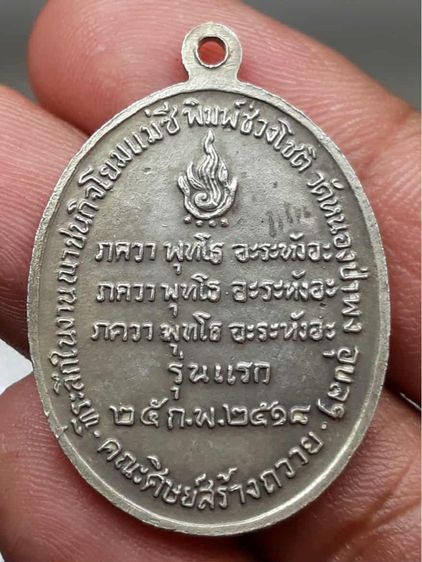 ที่ระลึกในงานฌาปนกิจโยมแม่ชี พิมพ์ช่วงโชติ วัดหนองป่าพง อุบลฯ
ภควา พุทโธ อะระหังอะ
ภควา พุทโธ อะระหังอะ
ภควา พุทโธ อะระหังอะ
รุ่นแรก
๒๕ ก.พ. ๒๕๑๘
· คณะศิษย์สร้างถวาย ·